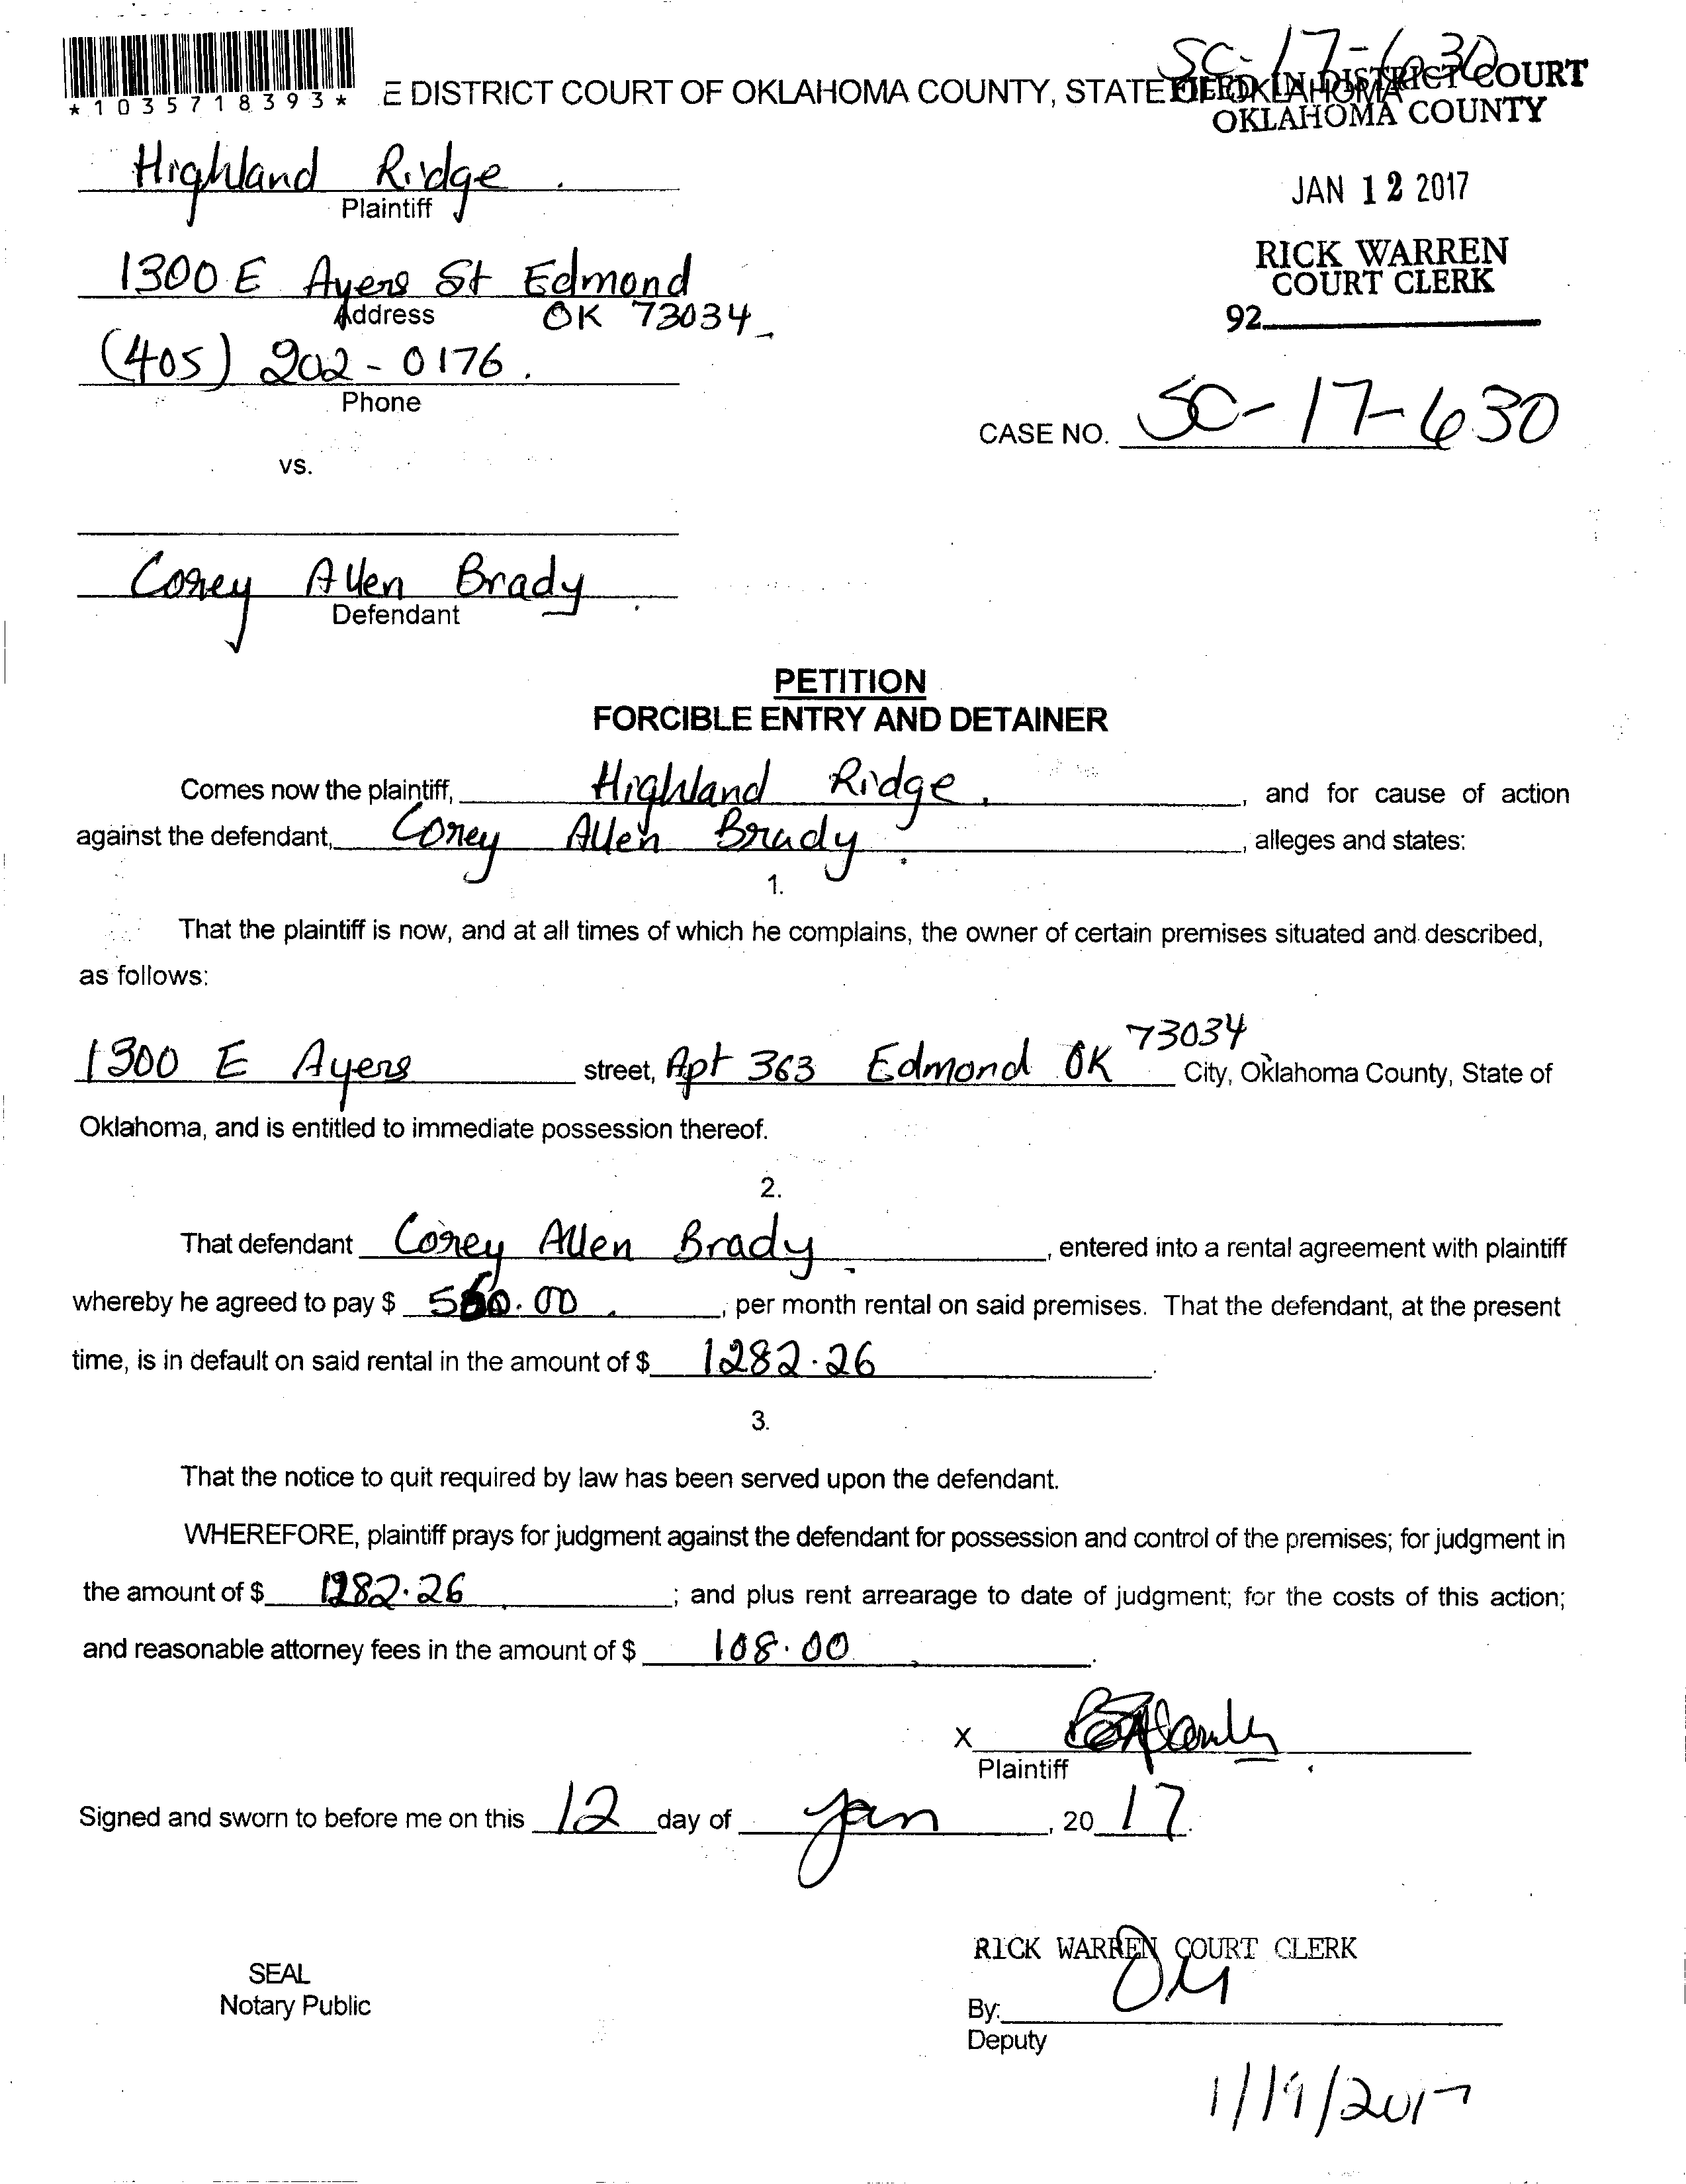 SC-17-630
*1035718393*
E DISTRICT COURT OF OKLAHOMA COUNTY, STATE OF OKLAHOMA
FILED IN DISTRICT COURT
OKLAHOMA COUNTY
Highland Ridge.
Plaintiff
JAN 12 2017
RICK WARREN
COURT CLERK
1300 E Ayers St Edmond
Address OK 73034
92
(405) 202-0176.
Phone
CASE NO. SC-17-630
vs.
Corey Allen Brady.
Defendant
PETITION
FORCIBLE ENTRY AND DETAINER
Comes now the plaintiff, Highland Ridge., and for cause of action
against the defendant, Corey Allen Brady., alleges and states:
1.
That the plaintiff is now, and at all times of which he complains, the owner of certain premises situated and described,
as follows:
1300 E Ayers street, Apt 363 Edmond OK 73034 City, Oklahoma County, State of
Oklahoma, and is entitled to immediate possession thereof.
2.
That defendant Corey Allen Brady., entered into a rental agreement with plaintiff
whereby he agreed to pay $ .00, per month rental on said premises. That the defendant, at the present
time, is in default on said rental in the amount of $ 1282.26.
3.
That the notice to quit required by law has been served upon the defendant.
WHEREFORE, plaintiff prays for judgment against the defendant for possession and control of the premises; for judgment in
the amount of $ 1282.26; and plus rent arrearage to date of judgment; for the costs of this action;
and reasonable attorney fees in the amount of $ 108.00.
X
Plaintiff
Signed and sworn to before me on this 12 day of Jan, 20 17.
RICK WARREN COURT CLERK
SEAL
Notary Public
By:
Deputy
1/19/2017